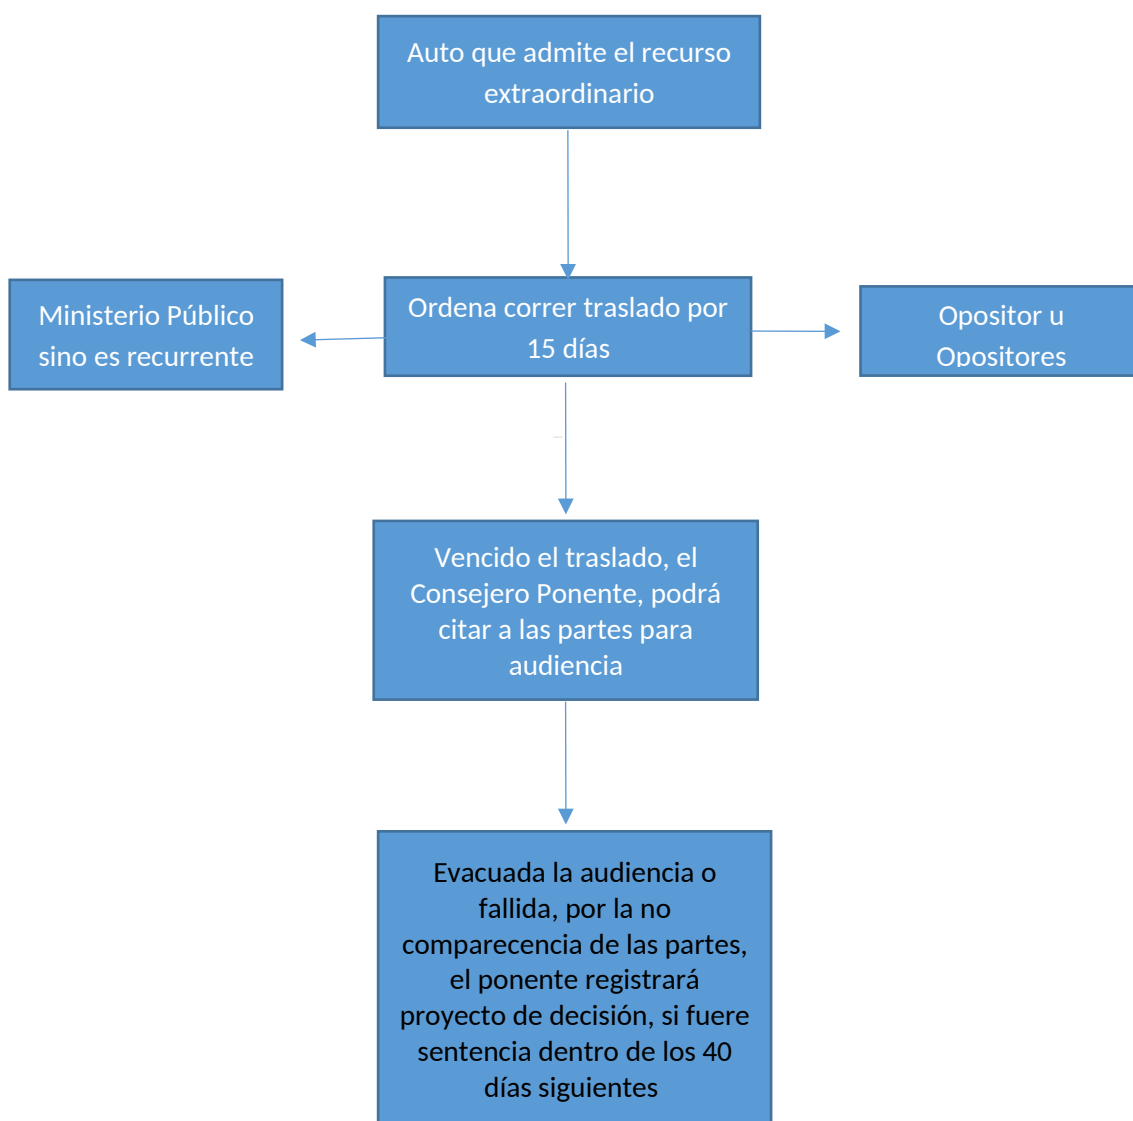 Auto que admite el recurso
extraordinario
Ministerio Público
sino es recurrente
Ordena correr traslado por
15 días
Opositor u
Opositores
Vencido el traslado, el
Consejero Ponente, podrá
citar a las partes para
audiencia
Evacuada la audiencia o
fallida, por la no
comparecencia de las partes,
el ponente registrará
proyecto de decisión, si fuere
sentencia dentro de los 40
días siguientes